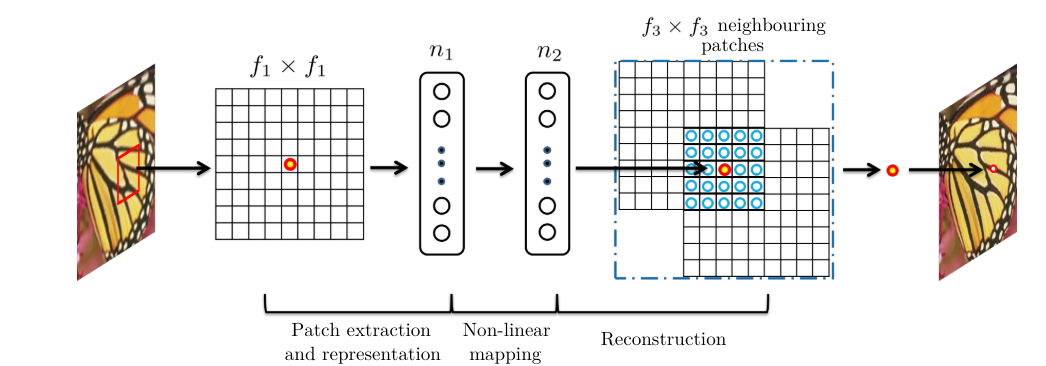 f₁ × f₁
n₁
n₂
f₃ × f₃ neighbouring
patches
Patch extraction
and representation
Non-linear
mapping
Reconstruction